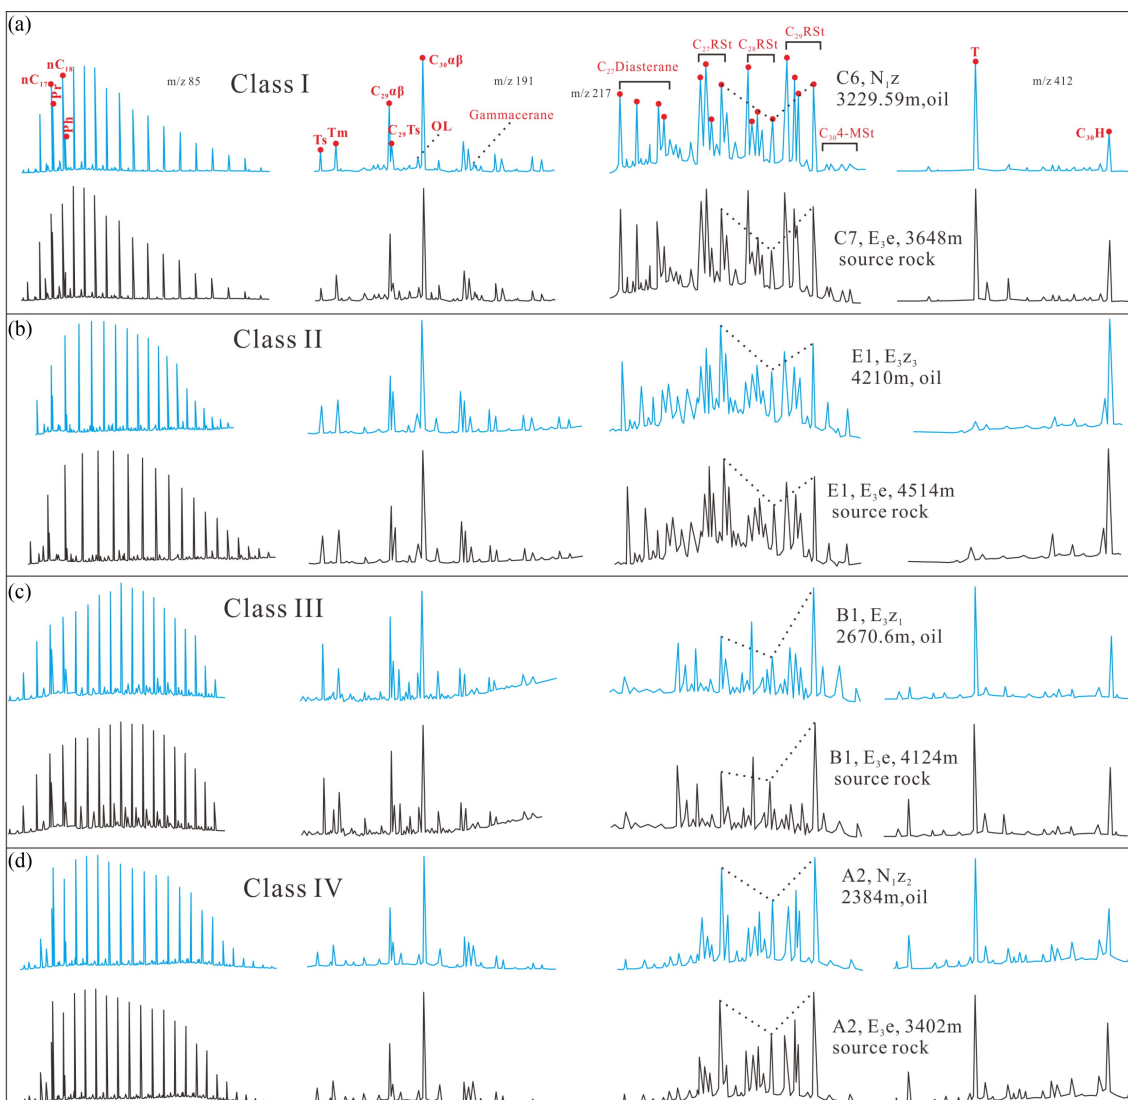 (a)
nC₁₇
Pr
nC₁₈
Ph
m/z 85
Class I
Ts
Tm
C₂₉αβ
C₂₉Ts
C₃₀αβ
OL
m/z 191
Gammacerane
m/z 217
C₂₇Diasterane
C₂₇RSt
C₂₈RSt
C₂₉RSt
C₃₀4-MSt
C6, N₁z
3229.59m,oil
T
m/z 412
C₃₀H
C7, E₃e, 3648m
source rock
(b)
Class II
E1, E₃z₃
4210m, oil
E1, E₃e, 4514m
source rock
(c)
Class III
B1, E₃z₁
2670.6m, oil
B1, E₃e, 4124m
source rock
(d)
Class IV
A2, N₁z₂
2384m,oil
A2, E₃e, 3402m
source rock